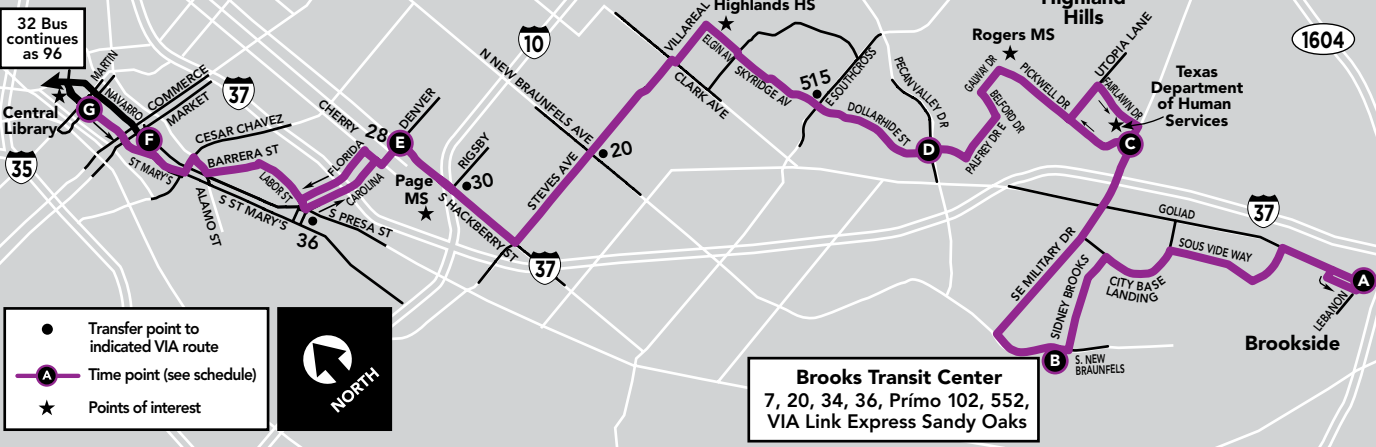 32 Bus
continues
as 96
Central
Library
35
G
MARTIN
NAVARRO
COMMERCE
MARKET
37
F
ST MARY'S
CESAR CHAVEZ
BARRERA ST
ALAMO ST
LABOR ST
S ST MARY'S
FLORIDA
CAROLINA
S PRESA ST
36
CHERRY
28
E
DENVER
Page
MS
RIGSBY
30
S HACKBERRY ST
10
N NEW BRAUNFELS AVE
STEVES AVE
20
37
VILLAREAL
Highlands HS
ELGIN AV
CLARK AVE
SKYRIDGE AV
515
E SOUTHCROSS
DOLLARHIDE ST
PECAN VALLEY DR
D
Rogers MS
GALWAY DR
BELFORD DR
PALFREY DR E
PICKWELL DR
Highland
Hills
UTOPIA LANE
FAIRLAWN DR
C
Texas
Department
of Human
Services
1604
GOLIAD
37
SE MILITARY DR
SIDNEY BROOKS
CITY BASE
LANDING
SOUS VIDE WAY
LEBANON
A
Brookside
B
S. NEW
BRAUNFELS
Brooks Transit Center
7, 20, 34, 36, Prímo 102, 552,
VIA Link Express Sandy Oaks
Transfer point to
indicated VIA route
A
Time point (see schedule)
Points of interest
NORTH